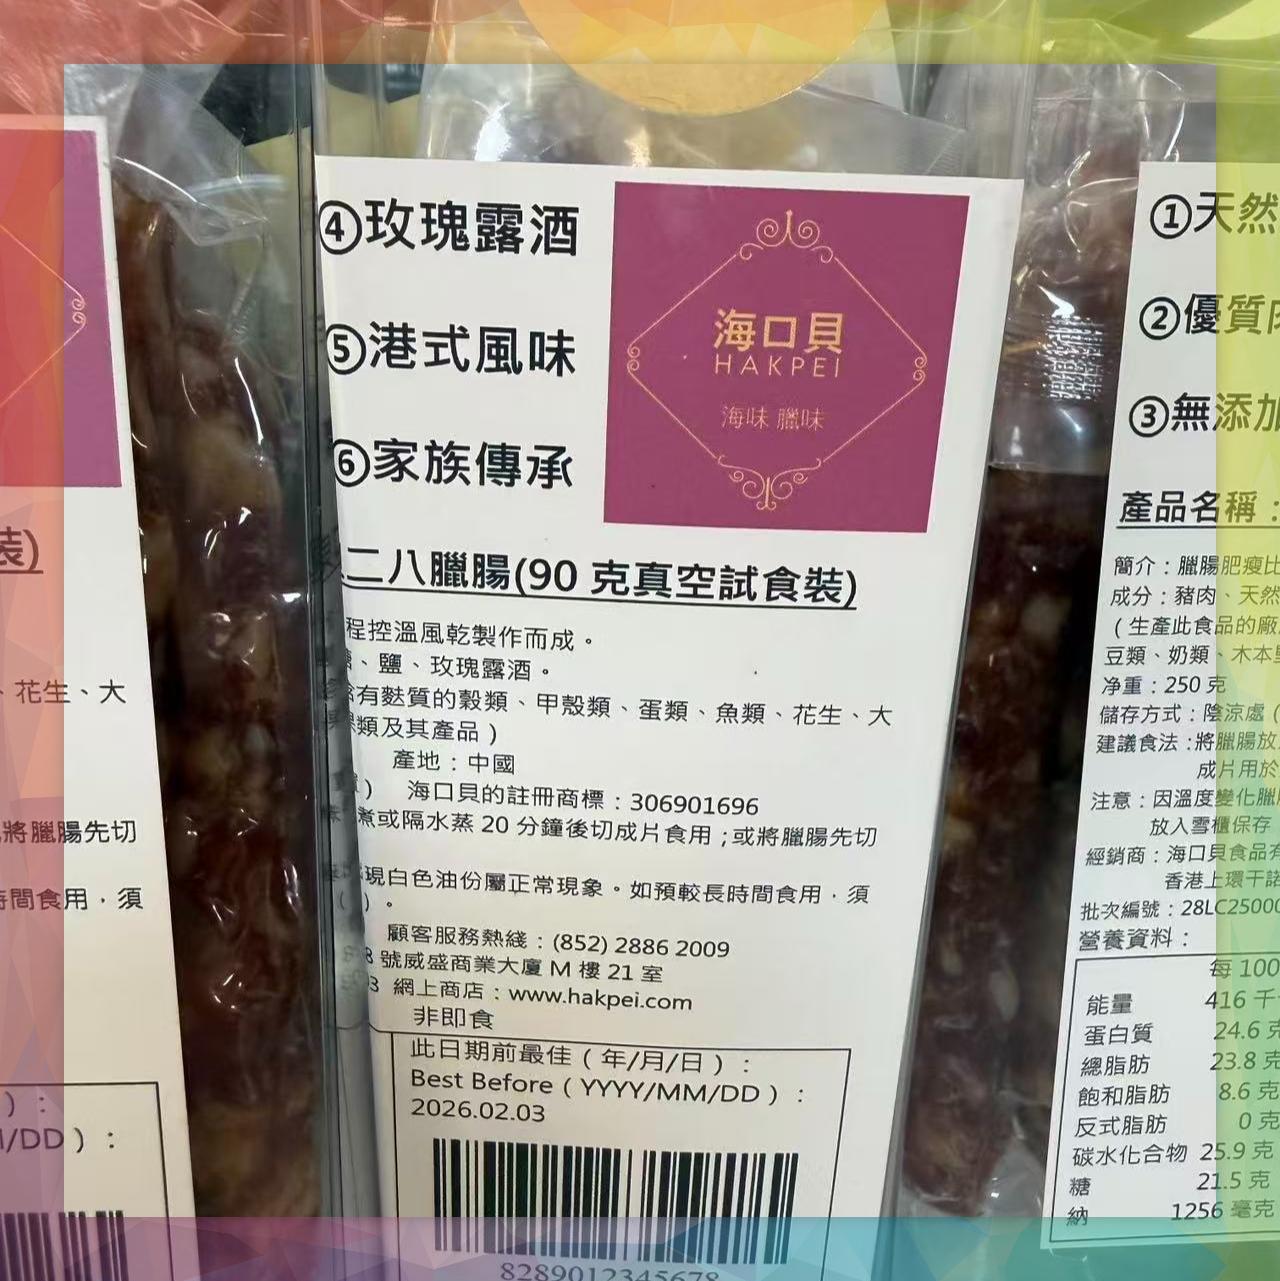 ④玫瑰露酒
⑤港式風味
⑥家族傳承
海口貝
HAKPEI
海味 臘味
二八臘腸(90 克真空試食裝)
程控溫風乾製作而成。
、鹽、玫瑰露酒。
含有麩質的穀類、甲殼類、蛋類、魚類、花生、大
類及其產品)
產地:中國
海口貝的註冊商標:306901696
煮或隔水蒸 20 分鐘後切成片食用;或將臘腸先切
現白色油份屬正常現象。如預較長時間食用,須
顧客服務熱綫:(852) 2886 2009
8 號威盛商業大廈 M 樓 21 室
網上商店:www.hakpei.com
非即食
此日期前最佳(年/月/日):
Best Before(YYYY/MM/DD):
2026.02.03
8289012345678
裝)
、花生、大
將臘腸先切
時間食用,須
):
/DD):
①天然
②優質
③無添加
產品名稱:
簡介:臘腸肥瘦比
成分:豬肉、天然
(生產此食品的廠
豆類、奶類、木本
净重:250 克
儲存方式:陰涼處(
建議食法:將臘腸放
成片用於
注意:因溫度變化臘
放入雪櫃保存
經銷商:海口貝食品有
香港上環干諾
批次編號:28LC25000
營養資料:
每 100
能量 416 千
蛋白質 24.6 克
總脂肪 23.8 克
飽和脂肪 8.6 克
反式脂肪 0 克
碳水化合物 25.9 克
糖 21.5 克
納 1256 毫克